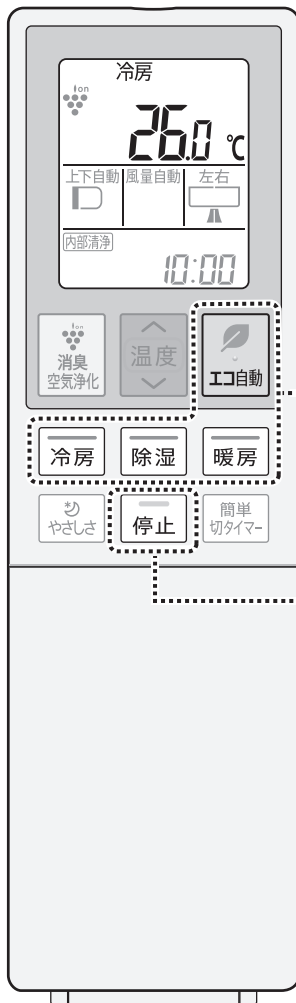 冷房
Ion
26.0 ℃
上下自動 風量自動 左右
内部清浄
10:00
Ion
消臭
空気浄化
温度
エコ自動
冷房 除湿 暖房
やさしさ
停止
簡単
切タイマー